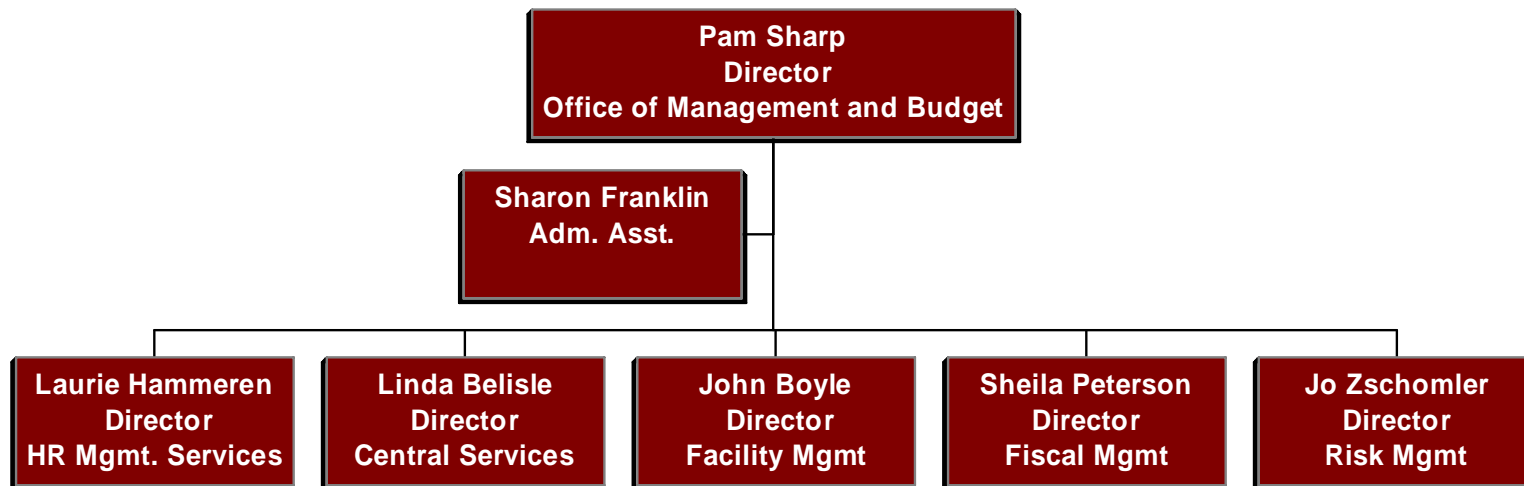 Pam Sharp
Director
Office of Management and Budget
Sharon Franklin
Adm. Asst.
Laurie Hammeren
Director
HR Mgmt. Services
Linda Belisle
Director
Central Services
John Boyle
Director
Facility Mgmt
Sheila Peterson
Director
Fiscal Mgmt
Jo Zschomler
Director
Risk Mgmt